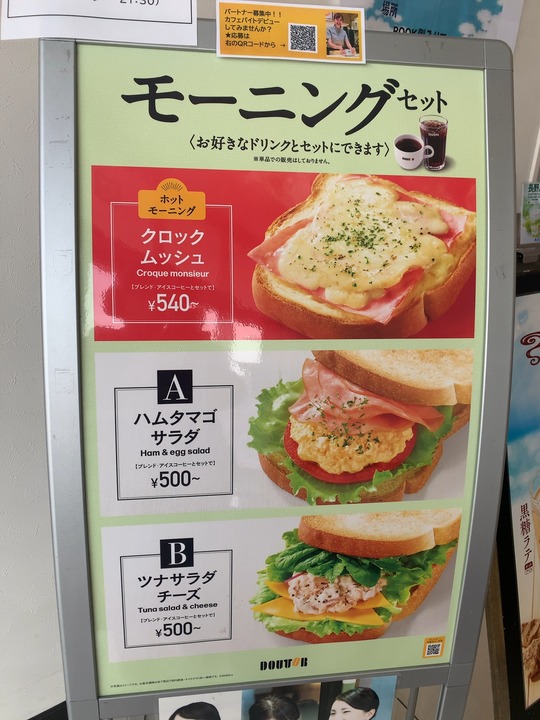 21:30)
パートナー募集中！！
カフェバイトデビュー
してみませんか？
★応募は
右のQRコードから →
場所
モーニングセット
〈お好きなドリンクとセットにできます〉
※単品での販売はしておりません。
ホット
モーニング
クロック
ムッシュ
Croque monsieur
【ブレンド・アイスコーヒーとセットで】
¥540~
A
ハムタマゴ
サラダ
Ham & egg salad
【ブレンド・アイスコーヒーとセットで】
¥500~
B
ツナサラダ
チーズ
Tuna salad & cheese
【ブレンド・アイスコーヒーとセットで】
¥500~
DOUTOR
黒糖ラテ